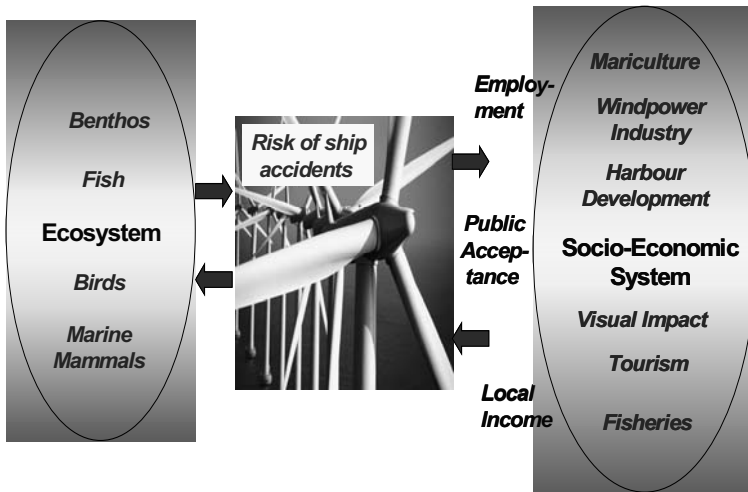 Benthos
Fish
Ecosystem
Birds
Marine
Mammals
Risk of ship
accidents
Employ-
ment
Public
Accep-
tance
Local
Income
Mariculture
Windpower
Industry
Harbour
Development
Socio-Economic
System
Visual Impact
Tourism
Fisheries